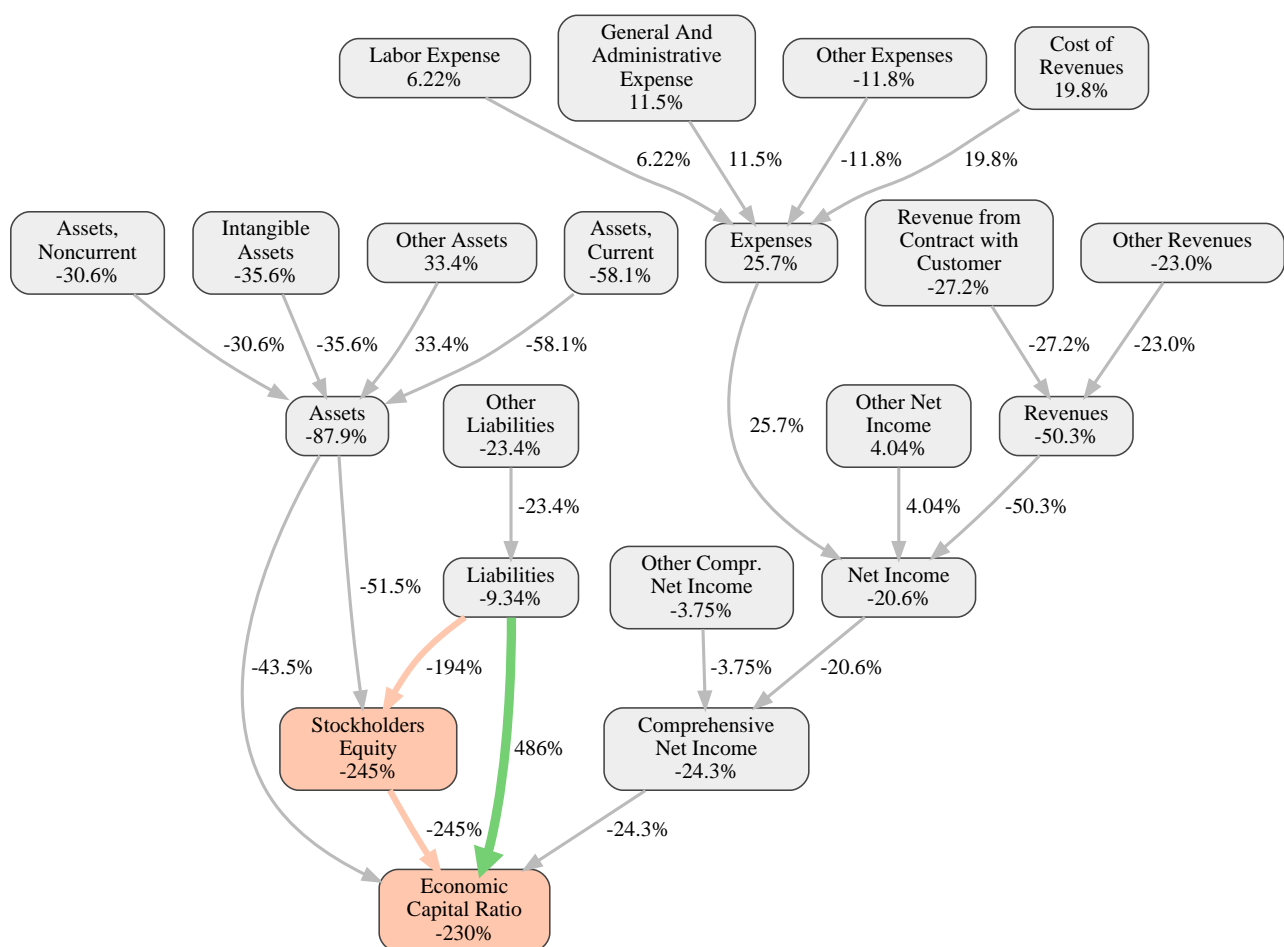 Labor Expense
6.22%
General And
Administrative
Expense
11.5%
Other Expenses
-11.8%
Cost of
Revenues
19.8%
6.22%
11.5%
-11.8%
19.8%
Assets,
Noncurrent
-30.6%
Intangible
Assets
-35.6%
Other Assets
33.4%
Assets,
Current
-58.1%
Expenses
25.7%
Revenue from
Contract with
Customer
-27.2%
Other Revenues
-23.0%
-30.6%
-35.6%
33.4%
-58.1%
-27.2%
-23.0%
Assets
-87.9%
Other
Liabilities
-23.4%
25.7%
Other Net
Income
4.04%
Revenues
-50.3%
-23.4%
4.04%
-50.3%
-51.5%
Liabilities
-9.34%
Other Compr.
Net Income
-3.75%
Net Income
-20.6%
-43.5%
-194%
-3.75%
-20.6%
Stockholders
Equity
-245%
486%
Comprehensive
Net Income
-24.3%
-245%
-24.3%
Economic
Capital Ratio
-230%